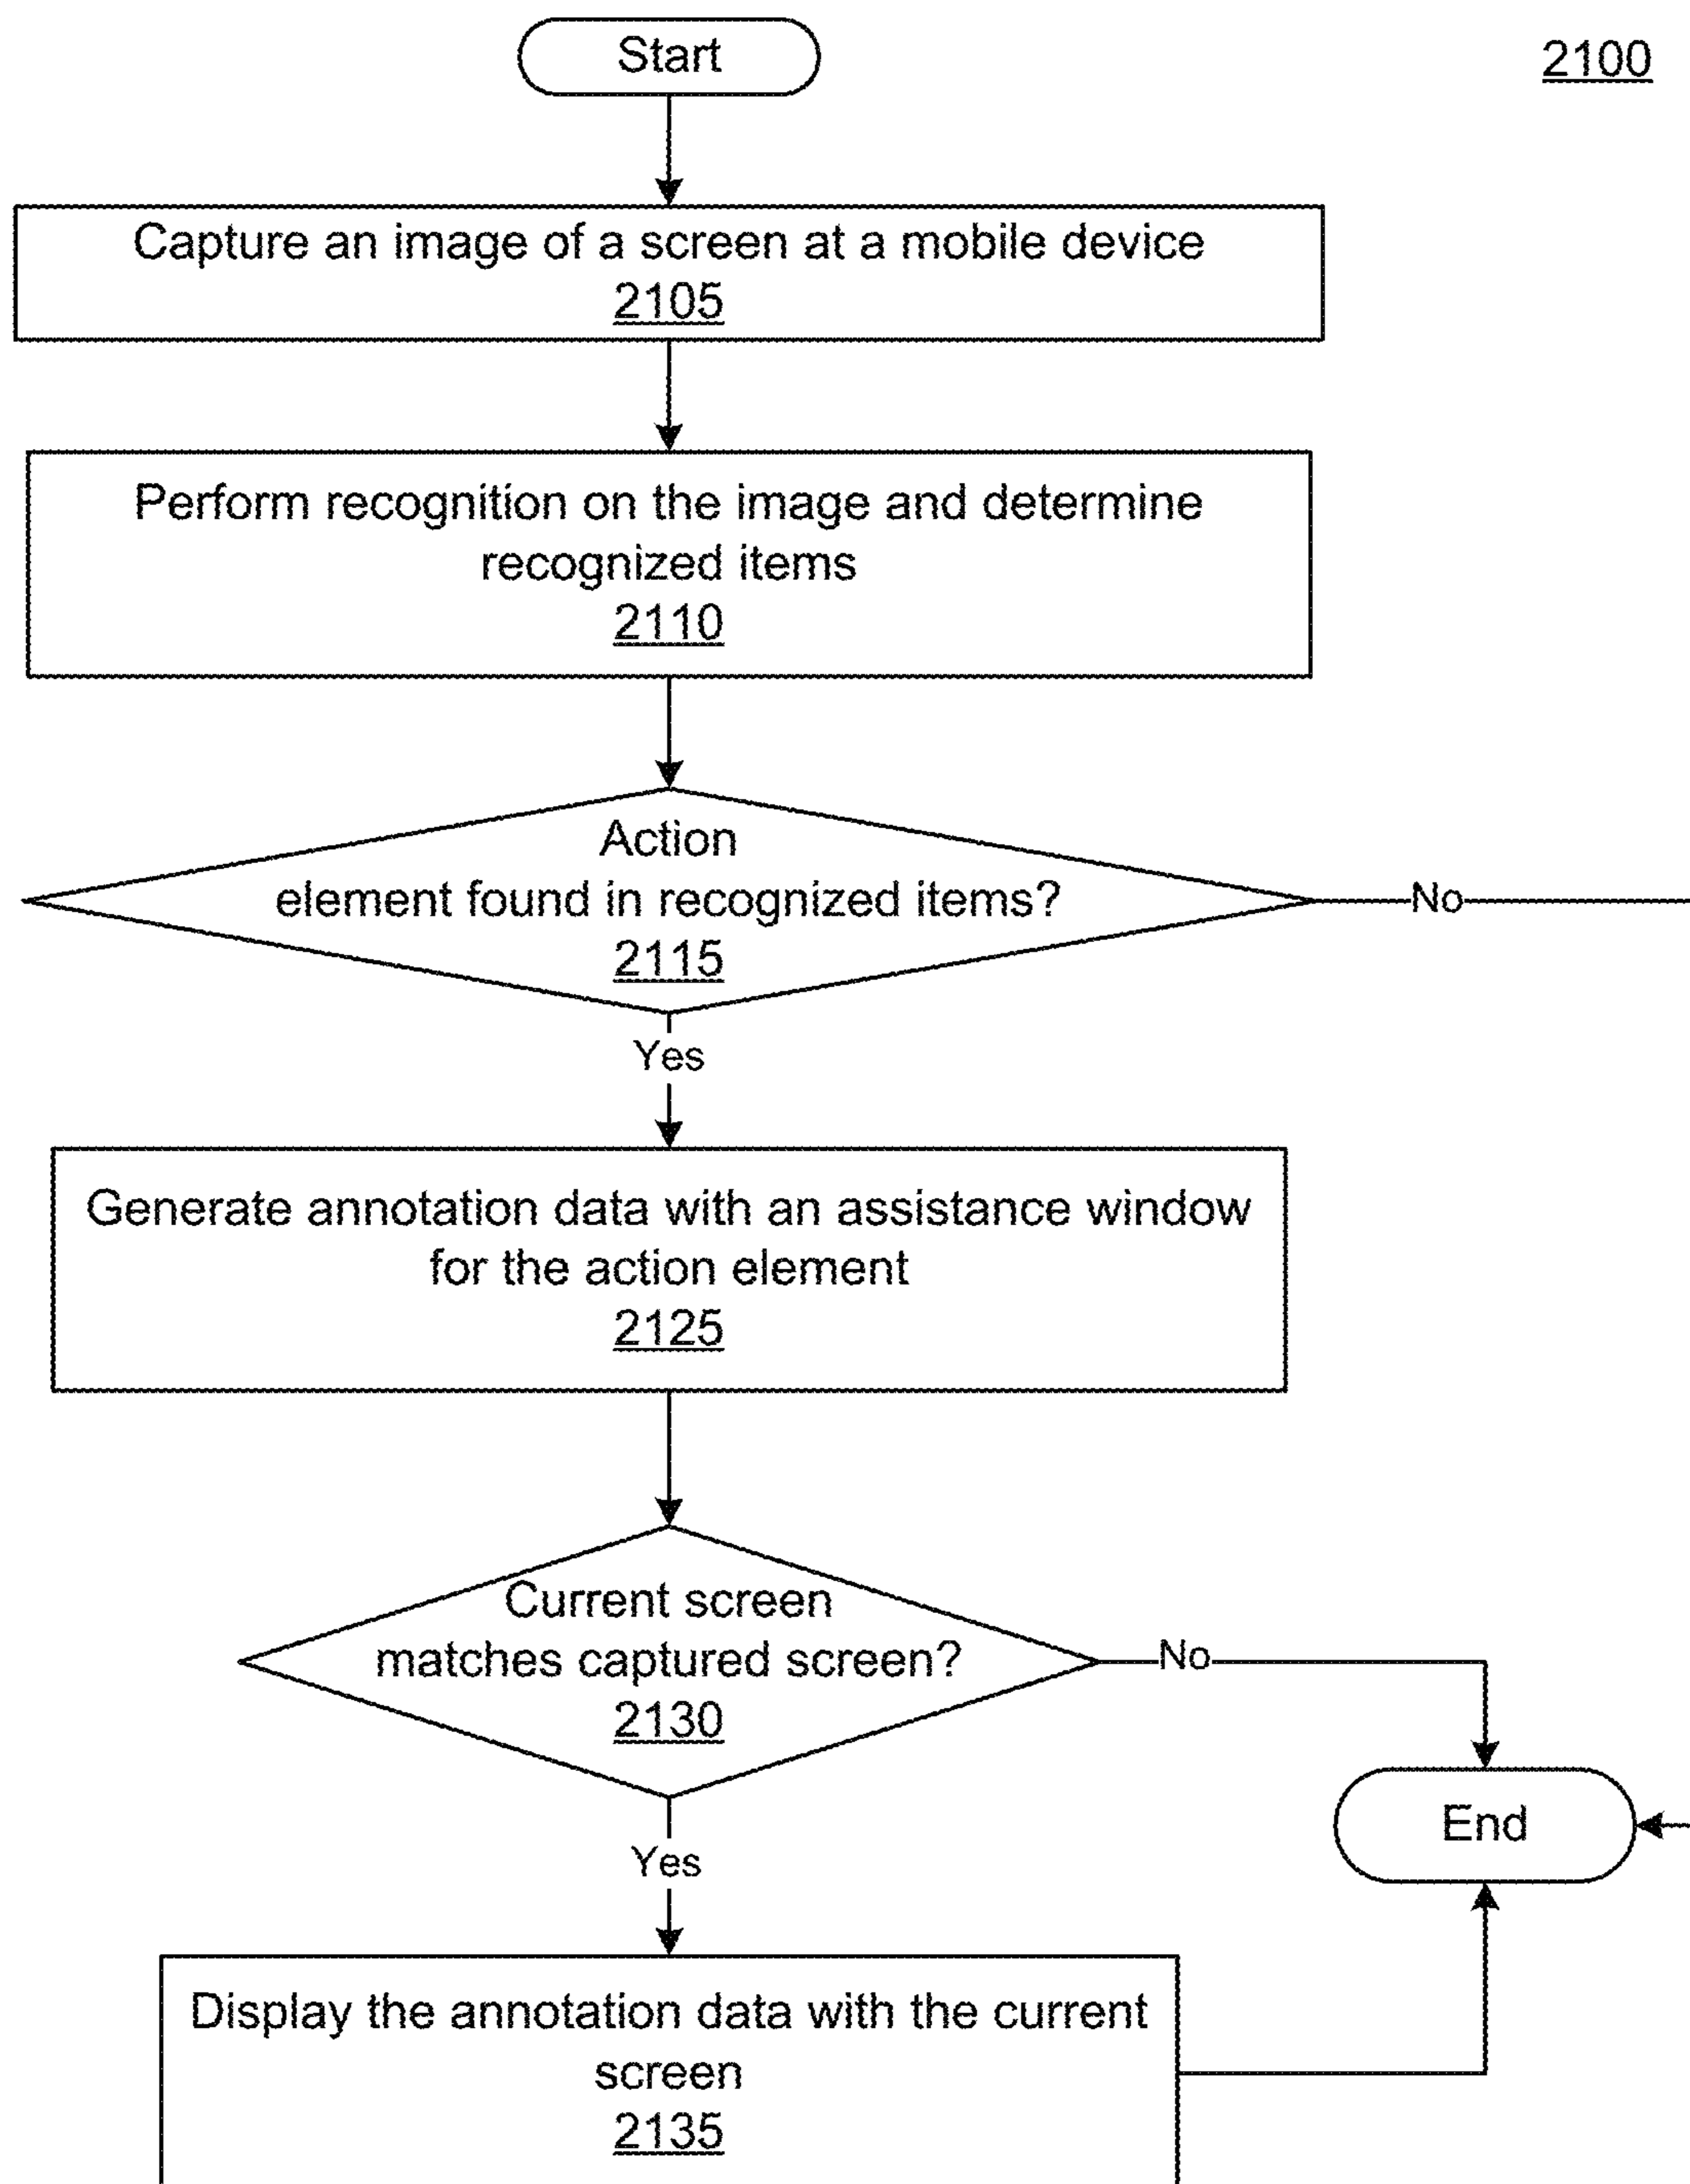 Start
2100
Capture an image of a screen at a mobile device
2105
Perform recognition on the image and determine
recognized items
2110
Action
element found in recognized items?
2115
No
Yes
Generate annotation data with an assistance window
for the action element
2125
Current screen
matches captured screen?
2130
No
End
Yes
Display the annotation data with the current
screen
2135